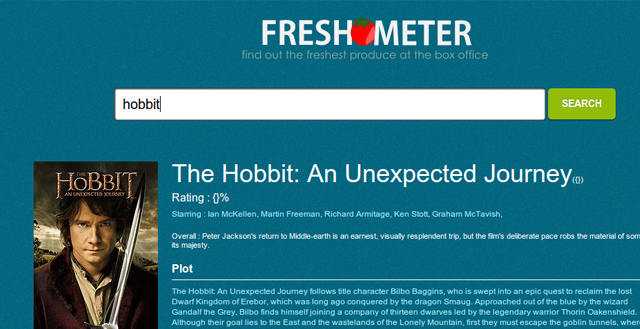 FRESH METER
find out the freshest produce at the box office
hobbit
SEARCH
THE HOBBIT
AN UNEXPECTED JOURNEY
The Hobbit: An Unexpected Journey({})
Rating : {}%
Starring : Ian McKellen, Martin Freeman, Richard Armitage, Ken Stott, Graham McTavish,
Overall : Peter Jackson's return to Middle-earth is an earnest, visually resplendent trip, but the film's deliberate pace robs the material of som
its majesty.
Plot
The Hobbit: An Unexpected Journey follows title character Bilbo Baggins, who is swept into an epic quest to reclaim the lost
Dwarf Kingdom of Erebor, which was long ago conquered by the dragon Smaug. Approached out of the blue by the wizard
Gandalf the Grey, Bilbo finds himself joining a company of thirteen dwarves led by the legendary warrior Thorin Oakenshield.
Although their goal lies to the East and the wastelands of the Lonely Mountain, first they must escape the goblin tunnels, wher